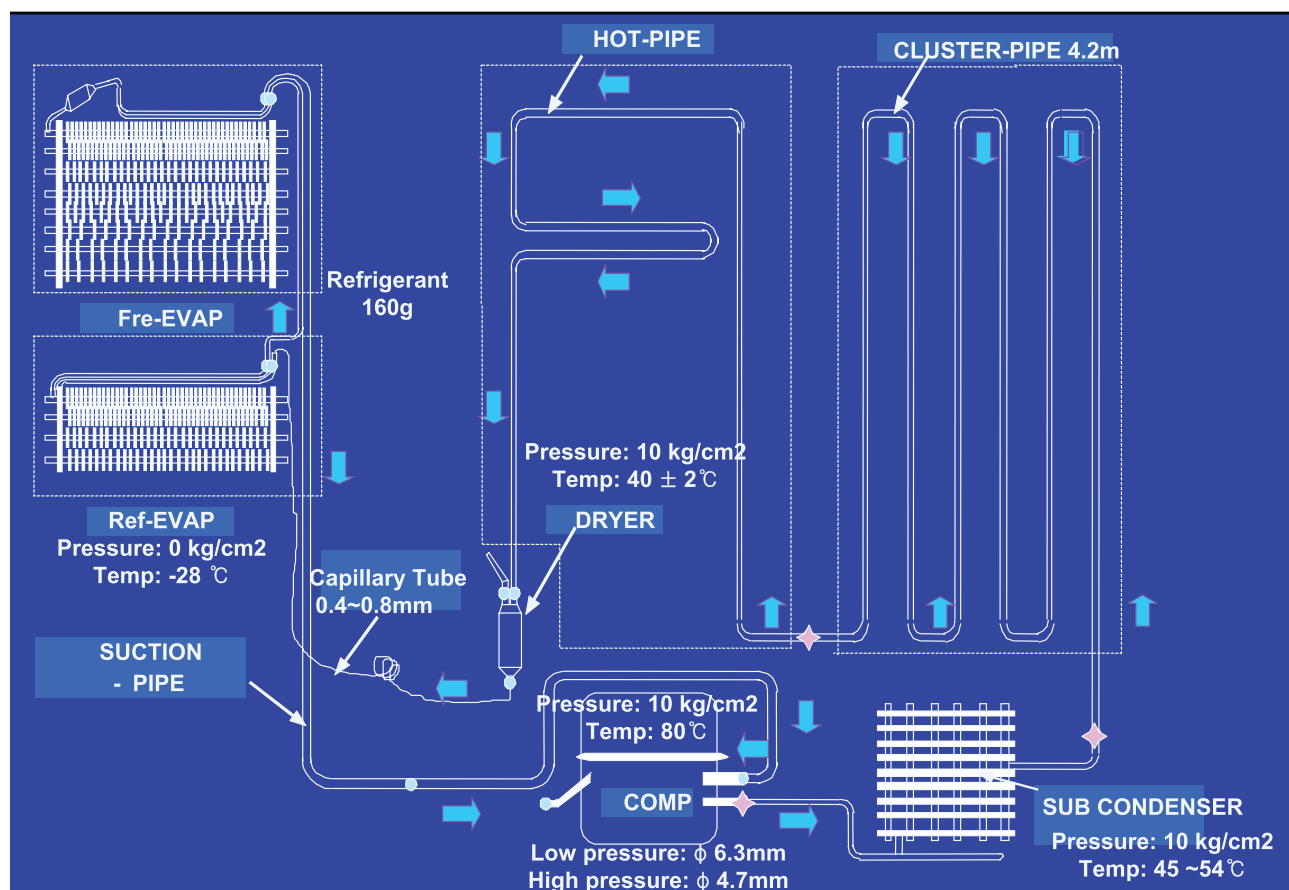 HOT-PIPE
CLUSTER-PIPE 4.2m
Refrigerant
160g
Fre-EVAP
Pressure: 10 kg/cm2
Temp: 40 ± 2℃
Ref-EVAP
Pressure: 0 kg/cm2
Temp: -28 ℃
DRYER
Capillary Tube
0.4~0.8mm
SUCTION
- PIPE
Pressure: 10 kg/cm2
Temp: 80℃
COMP
Low pressure: ϕ 6.3mm
High pressure: ϕ 4.7mm
SUB CONDENSER
Pressure: 10 kg/cm2
Temp: 45 ~54℃